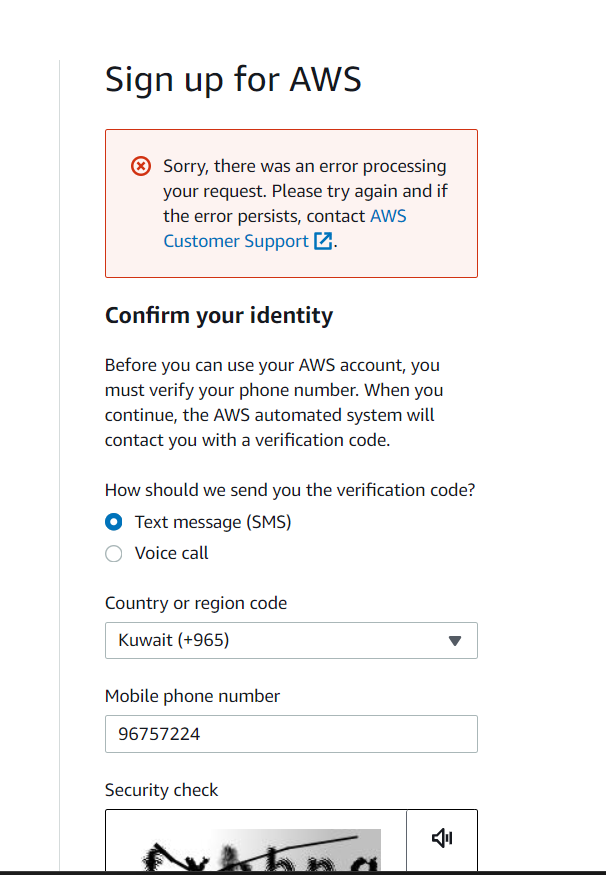 Sign up for AWS
Sorry, there was an error processing
your request. Please try again and if
the error persists, contact AWS
Customer Support.
Confirm your identity
Before you can use your AWS account, you
must verify your phone number. When you
continue, the AWS automated system will
contact you with a verification code.
How should we send you the verification code?
Text message (SMS)
Voice call
Country or region code
Kuwait (+965)
Mobile phone number
96757224
Security check